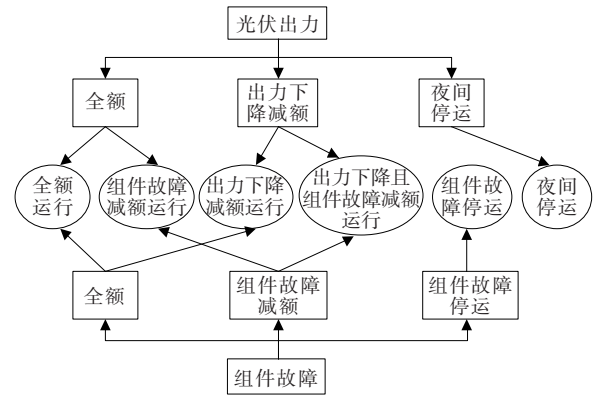 光伏出力
全额
出力下
降减额
夜间
停运
全额
运行
组件故障
减额运行
出力下降
减额运行
出力下降且
组件故障减额
运行
组件故
障停运
夜间
停运
全额
组件故障
减额
组件故障
停运
组件故障